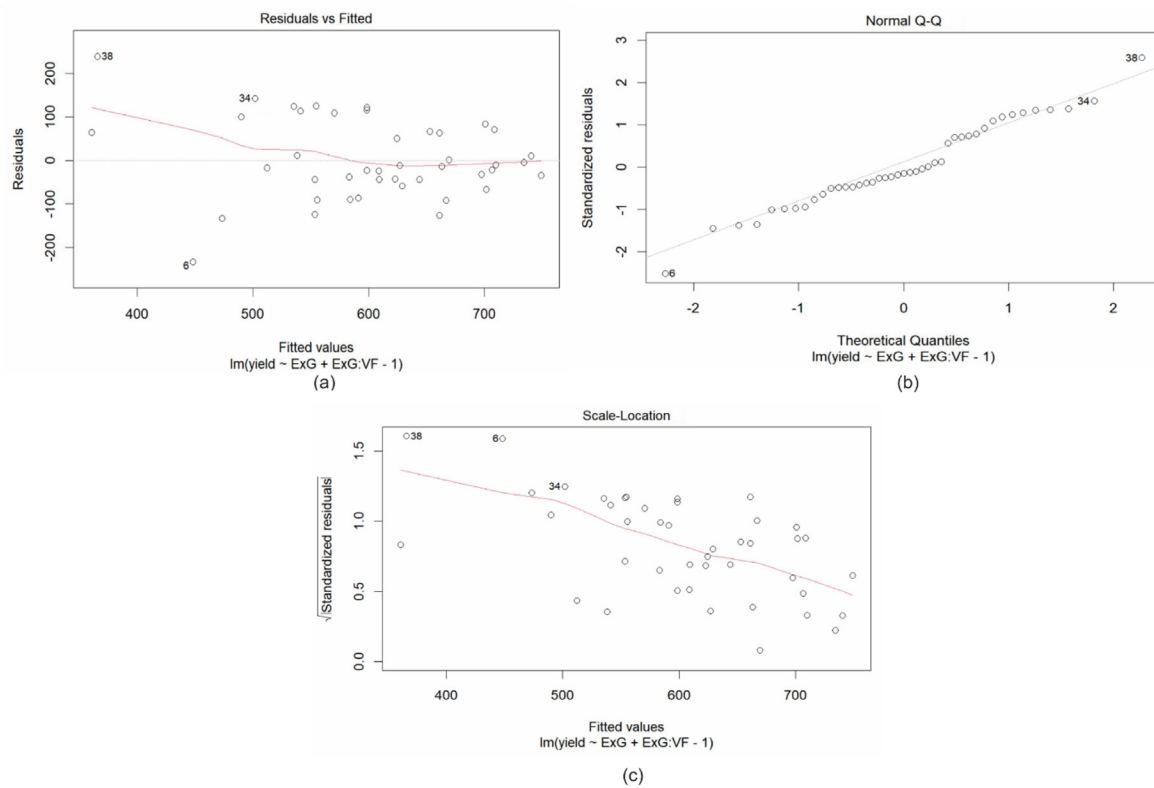 Residuals vs Fitted
Residuals
200
100
0
-100
-200
38
34
6
400
500
600
700
Fitted values
lm(yield ~ ExG + ExG:VF - 1)
(a)
Normal Q-Q
Standardized residuals
3
2
1
0
-1
-2
38
34
6
-2
-1
0
1
2
Theoretical Quantiles
lm(yield ~ ExG + ExG:VF - 1)
(b)
Scale-Location
√|Standardized residuals|
1.5
1.0
0.5
0.0
38
6
34
400
500
600
700
Fitted values
lm(yield ~ ExG + ExG:VF - 1)
(c)